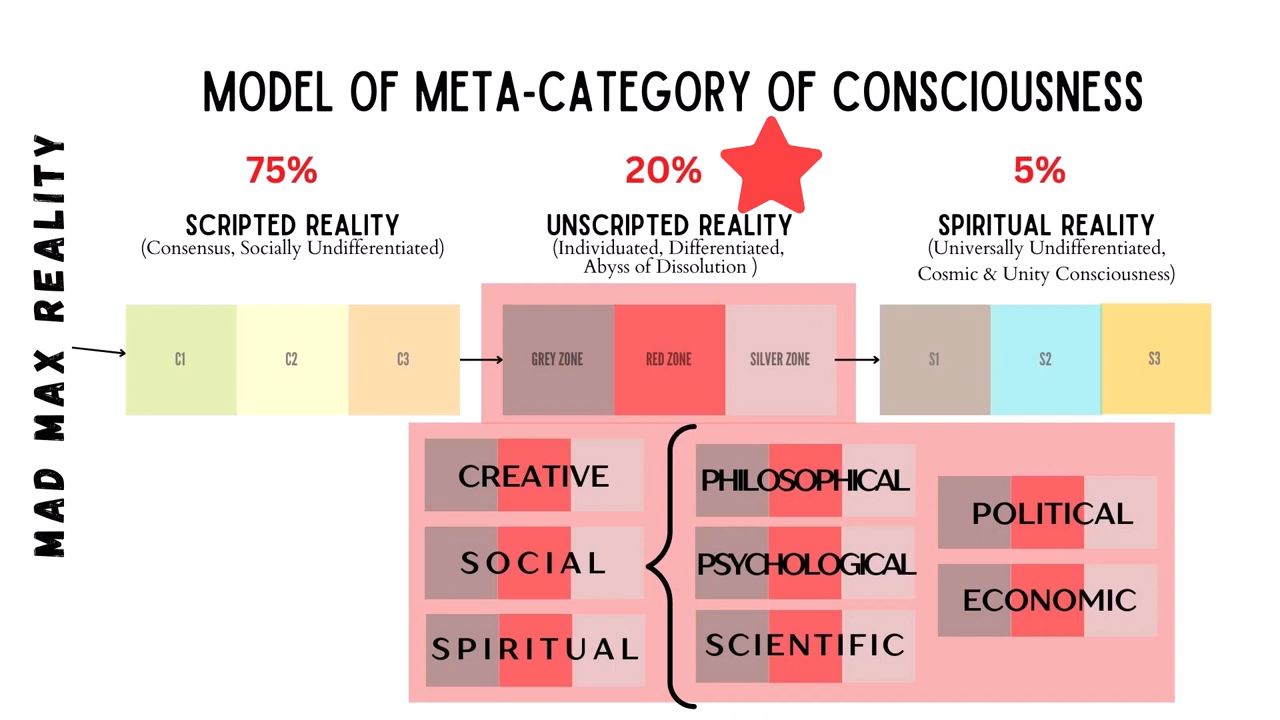 MODEL OF META-CATEGORY OF CONSCIOUSNESS
MAD MAX REALITY
75%
SCRIPTED REALITY
(Consensus, Socially Undifferentiated)
20%
UNSCRIPTED REALITY
(Individuated, Differentiated,
Abyss of Dissolution )
5%
SPIRITUAL REALITY
(Universally Undifferentiated,
Cosmic & Unity Consciousness)
C1
C2
C3
GREY ZONE
RED ZONE
SILVER ZONE
S1
S2
S3
CREATIVE
SOCIAL
SPIRITUAL
PHILOSOPHICAL
PSYCHOLOGICAL
SCIENTIFIC
POLITICAL
ECONOMIC